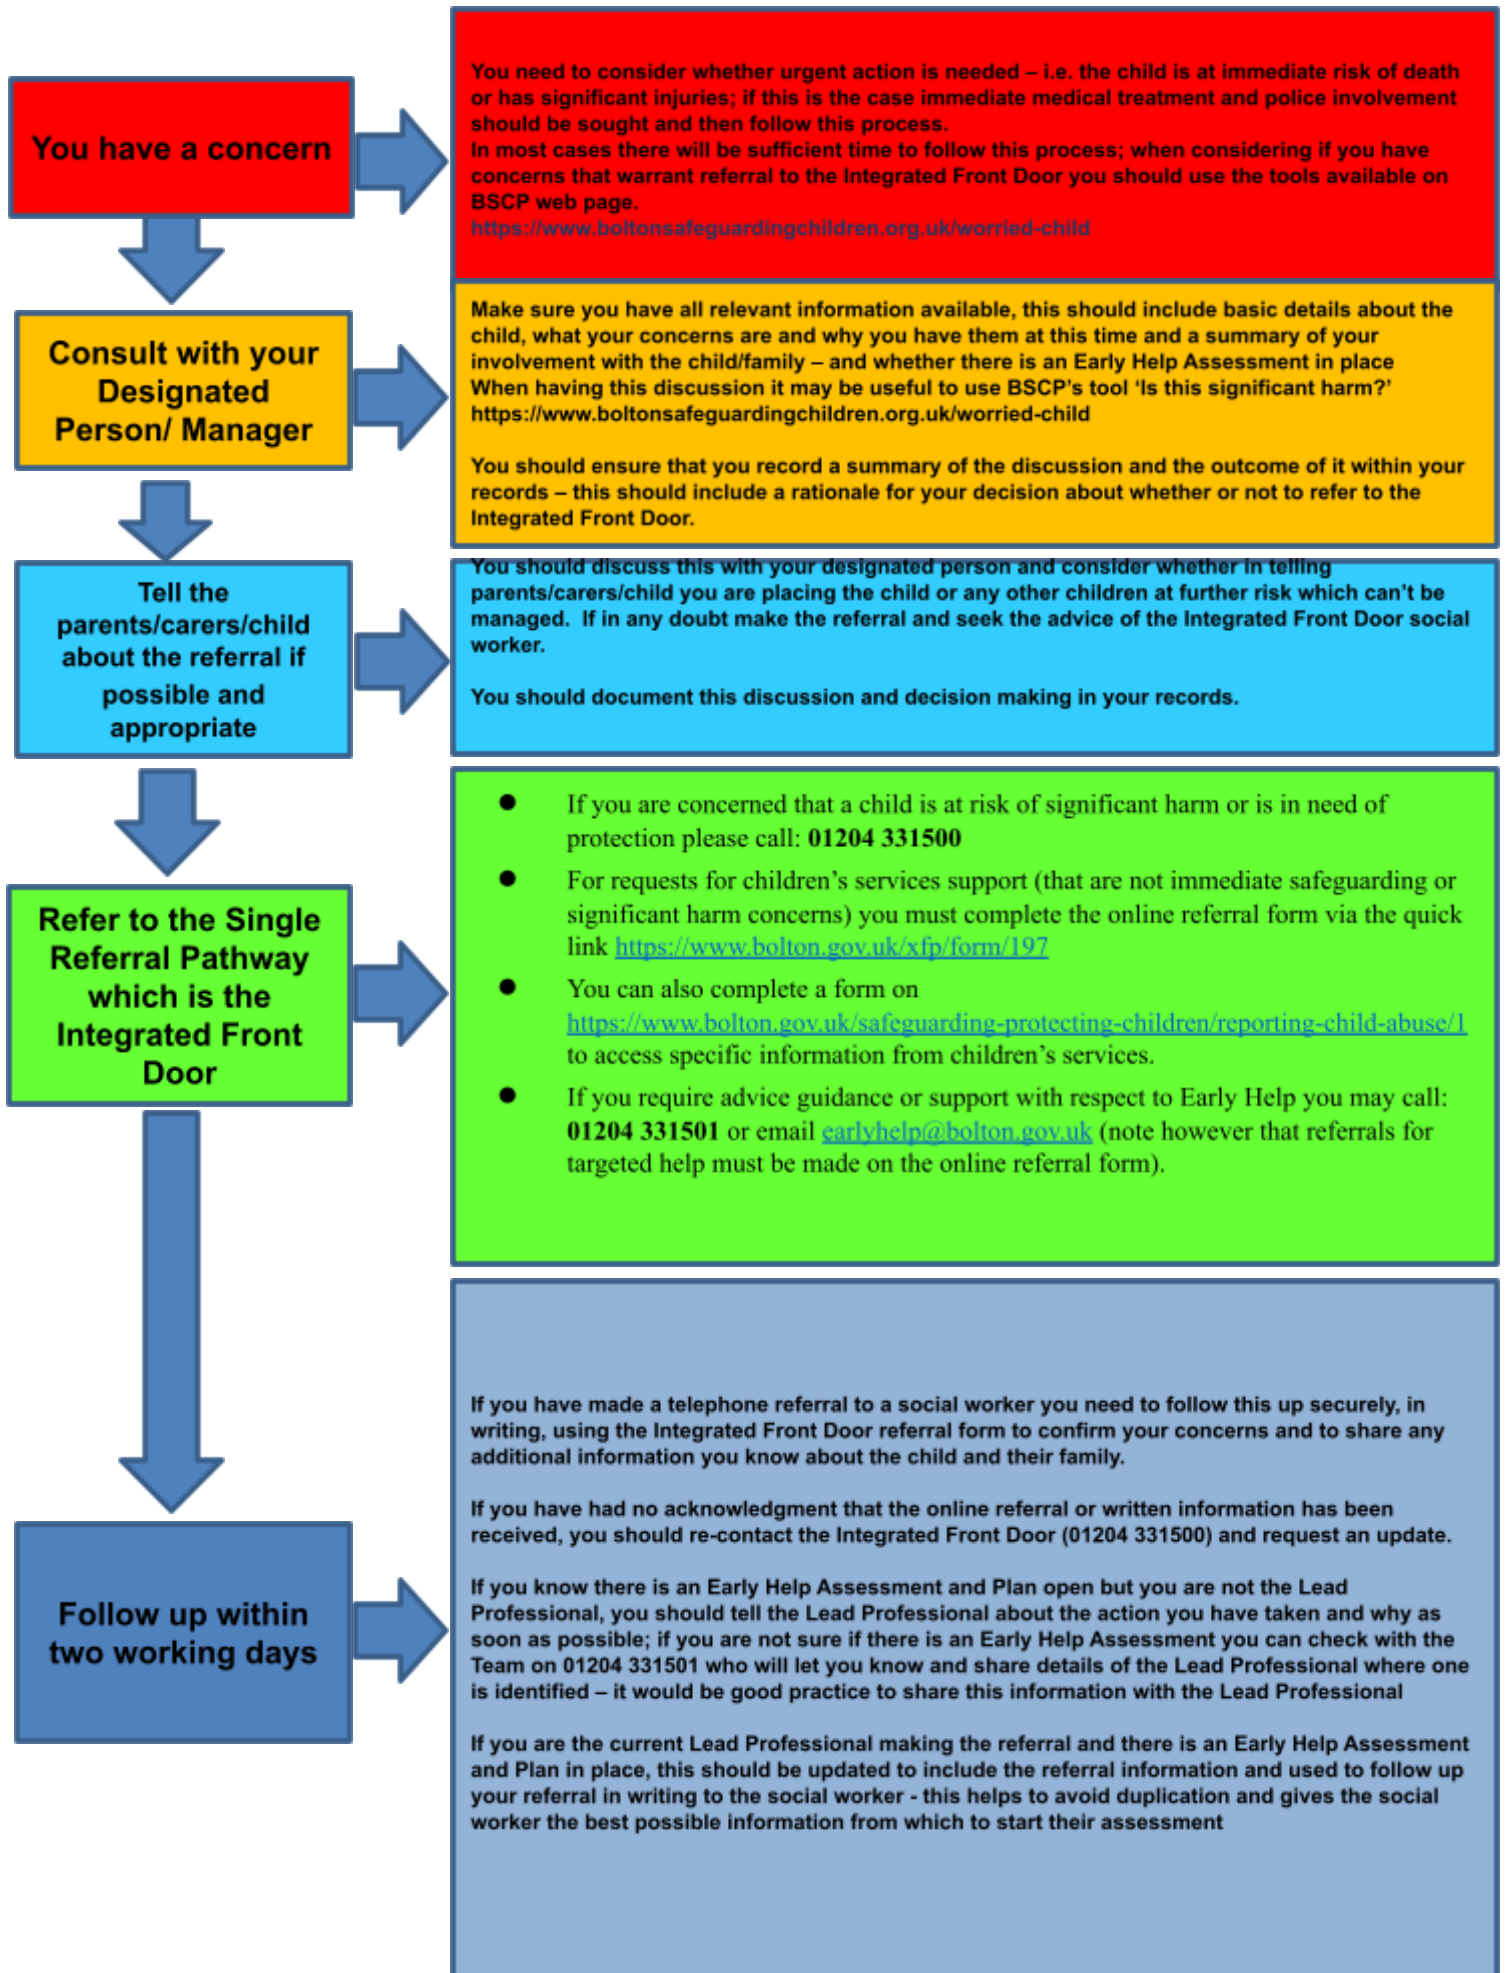 You have a concern
You need to consider whether urgent action is needed – i.e. the child is at immediate risk of death
or has significant injuries; if this is the case immediate medical treatment and police involvement
should be sought and then follow this process.
In most cases there will be sufficient time to follow this process; when considering if you have
concerns that warrant referral to the Integrated Front Door you should use the tools available on
BSCP web page.
https://www.boltonsafeguardingchildren.org.uk/worried-child
Consult with your
Designated
Person/ Manager
Make sure you have all relevant information available, this should include basic details about the
child, what your concerns are and why you have them at this time and a summary of your
involvement with the child/family – and whether there is an Early Help Assessment in place
When having this discussion it may be useful to use BSCP’s tool ‘Is this significant harm?’
https://www.boltonsafeguardingchildren.org.uk/worried-child
You should ensure that you record a summary of the discussion and the outcome of it within your
records – this should include a rationale for your decision about whether or not to refer to the
Integrated Front Door.
Tell the
parents/carers/child
about the referral if
possible and
appropriate
You should discuss this with your designated person and consider whether in telling
parents/carers/child you are placing the child or any other children at further risk which can’t be
managed.  If in any doubt make the referral and seek the advice of the Integrated Front Door social
worker.
You should document this discussion and decision making in your records.
Refer to the Single
Referral Pathway
which is the
Integrated Front
Door
● If you are concerned that a child is at risk of significant harm or is in need of
protection please call: 01204 331500
● For requests for children’s services support (that are not immediate safeguarding or
significant harm concerns) you must complete the online referral form via the quick
link https://www.bolton.gov.uk/xfp/form/197
● You can also complete a form on
https://www.bolton.gov.uk/safeguarding-protecting-children/reporting-child-abuse/1
to access specific information from children’s services.
● If you require advice guidance or support with respect to Early Help you may call:
01204 331501 or email earlyhelp@bolton.gov.uk (note however that referrals for
targeted help must be made on the online referral form).
Follow up within
two working days
If you have made a telephone referral to a social worker you need to follow this up securely, in
writing, using the Integrated Front Door referral form to confirm your concerns and to share any
additional information you know about the child and their family.
If you have had no acknowledgment that the online referral or written information has been
received, you should re-contact the Integrated Front Door (01204 331500) and request an update.
If you know there is an Early Help Assessment and Plan open but you are not the Lead
Professional, you should tell the Lead Professional about the action you have taken and why as
soon as possible; if you are not sure if there is an Early Help Assessment you can check with the
Team on 01204 331501 who will let you know and share details of the Lead Professional where one
is identified – it would be good practice to share this information with the Lead Professional
If you are the current Lead Professional making the referral and there is an Early Help Assessment
and Plan in place, this should be updated to include the referral information and used to follow up
your referral in writing to the social worker - this helps to avoid duplication and gives the social
worker the best possible information from which to start their assessment